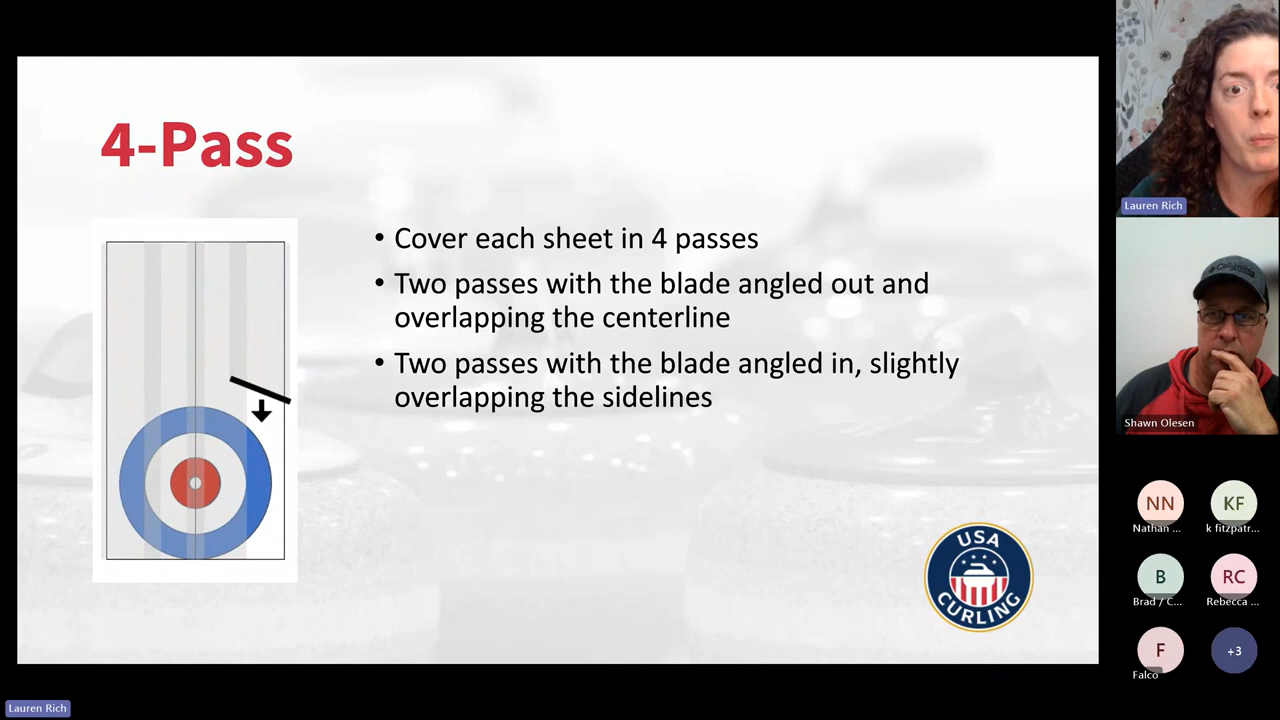 4-Pass
• Cover each sheet in 4 passes
• Two passes with the blade angled out and
overlapping the centerline
• Two passes with the blade angled in, slightly
overlapping the sidelines
USA
CURLING
Lauren Rich
Columbia
Shawn Olesen
NN
KF
Nathan ...
k fitzpatr...
B
RC
Brad / C...
Rebecca ...
F
+3
Falco
Lauren Rich